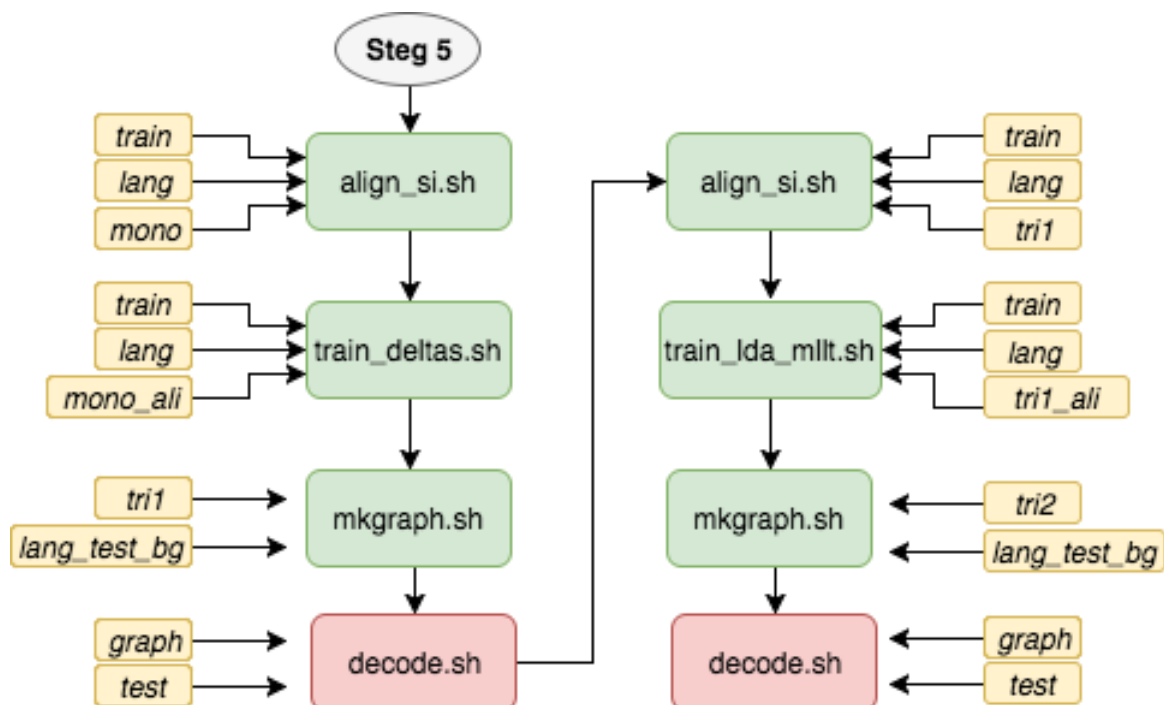 Steg 5
train
lang
mono
align_si.sh
train
lang
mono_ali
train_deltas.sh
tri1
lang_test_bg
mkgraph.sh
graph
test
decode.sh
align_si.sh
train
lang
tri1
train_lda_mllt.sh
train
lang
tri1_ali
mkgraph.sh
tri2
lang_test_bg
decode.sh
graph
test